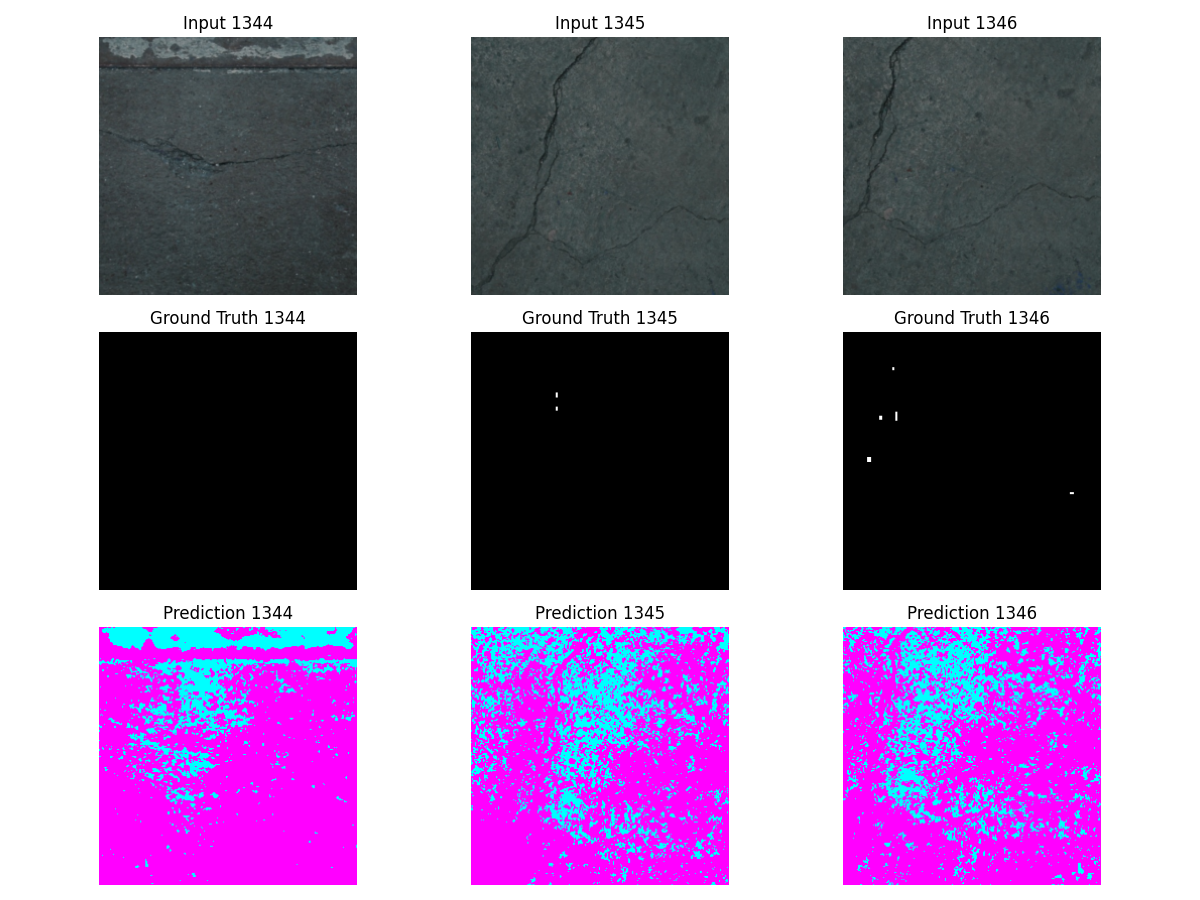 Input 1344
Input 1345
Input 1346
Ground Truth 1344
Ground Truth 1345
Ground Truth 1346
Prediction 1344
Prediction 1345
Prediction 1346